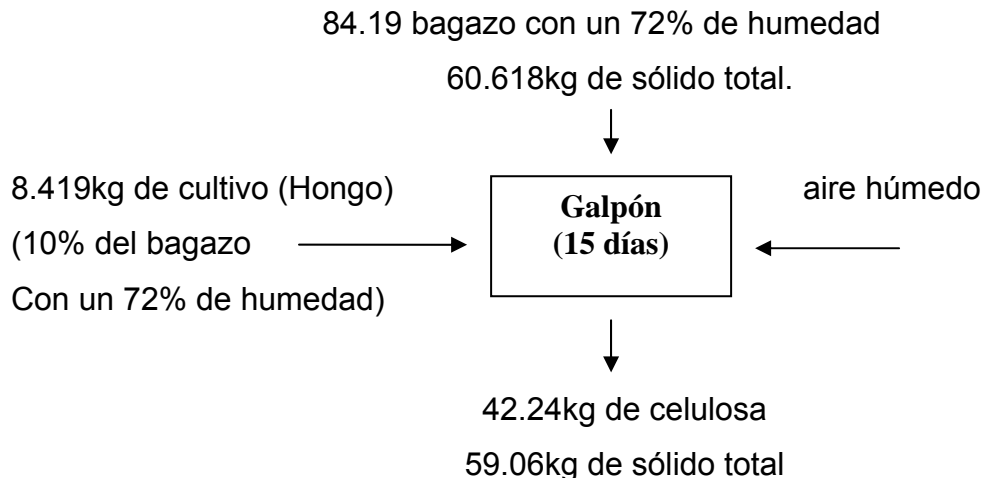 84.19 bagazo con un 72% de humedad
60.618kg de sólido total.
8.419kg de cultivo (Hongo)
(10% del bagazo
Con un 72% de humedad)
Galpón
(15 días)
aire húmedo
42.24kg de celulosa
59.06kg de sólido total